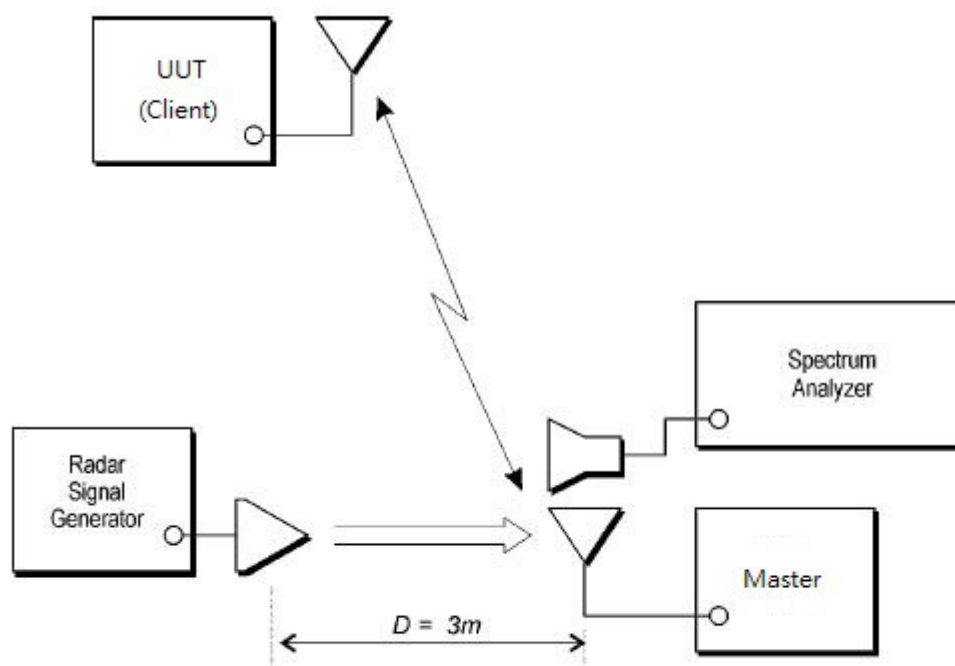 UUT
(Client)
Spectrum
Analyzer
Radar
Signal
Generator
Master
D = 3m